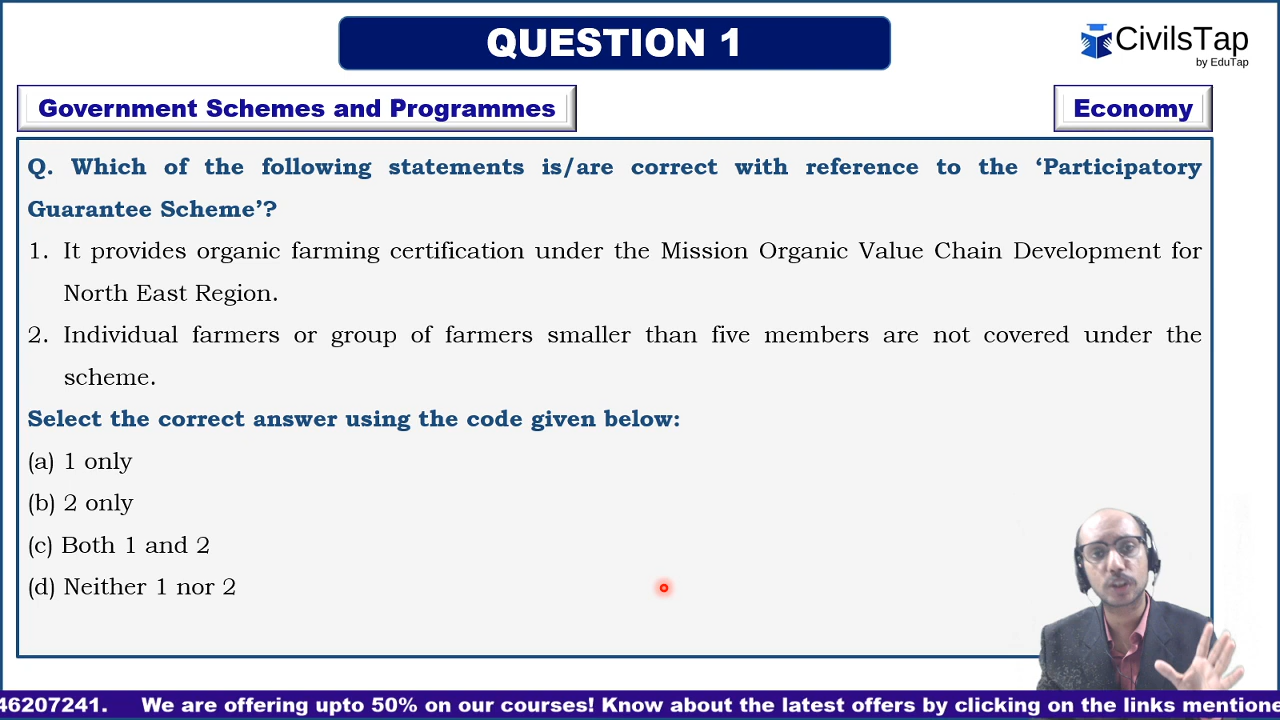 QUESTION 1
CivilsTap
by EduTap
Government Schemes and Programmes
Economy
Q. Which of the following statements is/are correct with reference to the ‘Participatory
Guarantee Scheme’?
1. It provides organic farming certification under the Mission Organic Value Chain Development for
North East Region.
2. Individual farmers or group of farmers smaller than five members are not covered under the
scheme.
Select the correct answer using the code given below:
(a) 1 only
(b) 2 only
(c) Both 1 and 2
(d) Neither 1 nor 2
46207241. We are offering upto 50% on our courses! Know about the latest offers by clicking on the links mentione